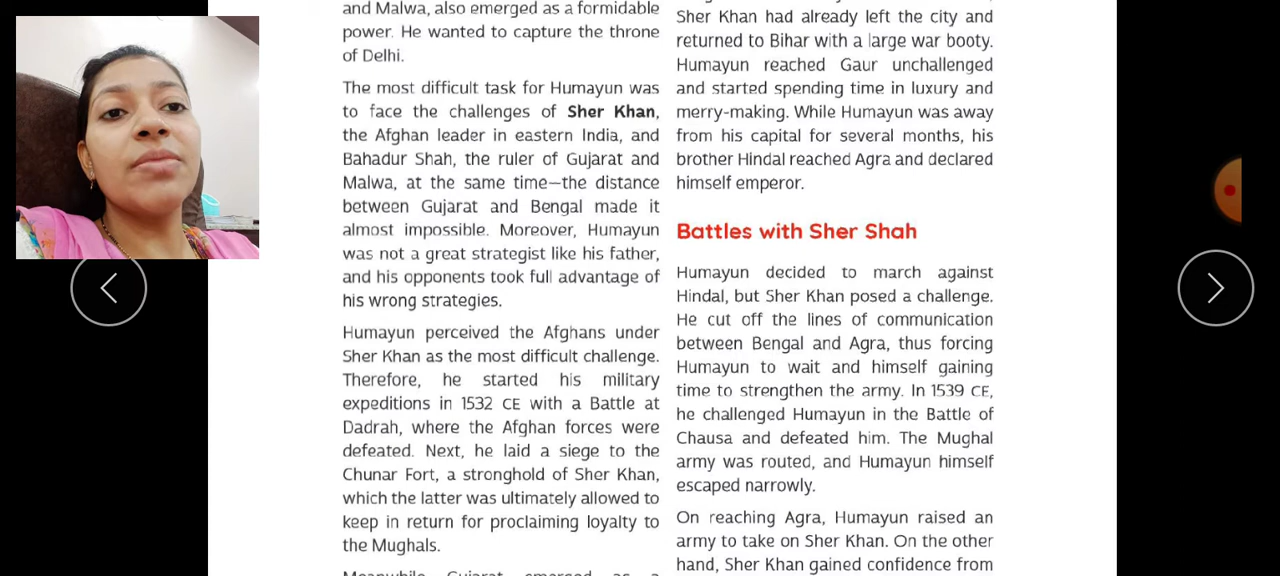 and Malwa, also emerged as a formidable
power. He wanted to capture the throne
of Delhi.
The most difficult task for Humayun was
to face the challenges of Sher Khan,
the Afghan leader in eastern India, and
Bahadur Shah, the ruler of Gujarat and
Malwa, at the same time—the distance
between Gujarat and Bengal made it
almost impossible. Moreover, Humayun
was not a great strategist like his father,
and his opponents took full advantage of
his wrong strategies.
Humayun perceived the Afghans under
Sher Khan as the most difficult challenge.
Therefore, he started his military
expeditions in 1532 CE with a Battle at
Dadrah, where the Afghan forces were
defeated. Next, he laid a siege to the
Chunar Fort, a stronghold of Sher Khan,
which the latter was ultimately allowed to
keep in return for proclaiming loyalty to
the Mughals.
Meanwhile Gujarat emerged as a
Sher Khan had already left the city and
returned to Bihar with a large war booty.
Humayun reached Gaur unchallenged
and started spending time in luxury and
merry-making. While Humayun was away
from his capital for several months, his
brother Hindal reached Agra and declared
himself emperor.
Battles with Sher Shah
Humayun decided to march against
Hindal, but Sher Khan posed a challenge.
He cut off the lines of communication
between Bengal and Agra, thus forcing
Humayun to wait and himself gaining
time to strengthen the army. In 1539 CE,
he challenged Humayun in the Battle of
Chausa and defeated him. The Mughal
army was routed, and Humayun himself
escaped narrowly.
On reaching Agra, Humayun raised an
army to take on Sher Khan. On the other
hand, Sher Khan gained confidence from